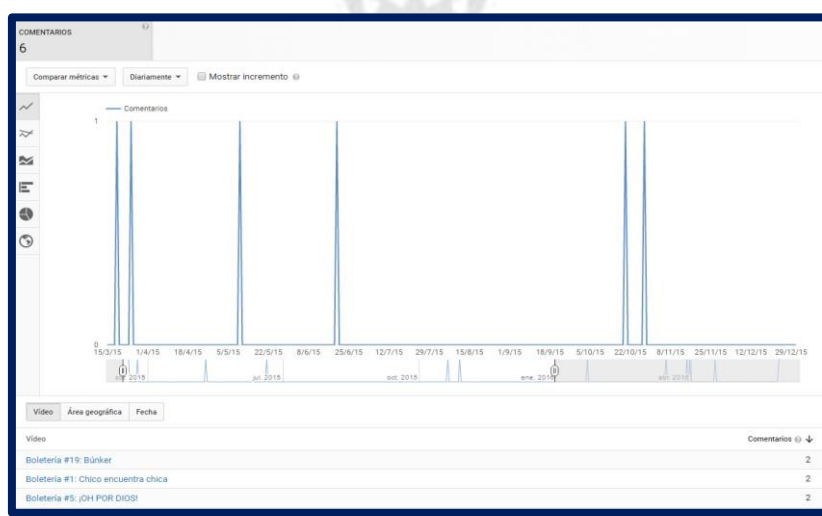 COMENTARIOS
6
Comparar métricas Diariamente Mostrar incremento
Comentarios
1
0
15/3/15 1/4/15 18/4/15 5/5/15 22/5/15 8/6/15 25/6/15 12/7/15 29/7/15 15/8/15 1/9/15 18/9/15 5/10/15 22/10/15 8/11/15 25/11/15 12/12/15 29/12/15
jul. 2015 oct. 2015 ene. 2016
Vídeo Área geográfica Fecha
Vídeo Comentarios
Boletería #19: Búnker 2
Boletería #1: Chico encuentra chica 2
Boletería #5: ¡OH POR DIOS! 2